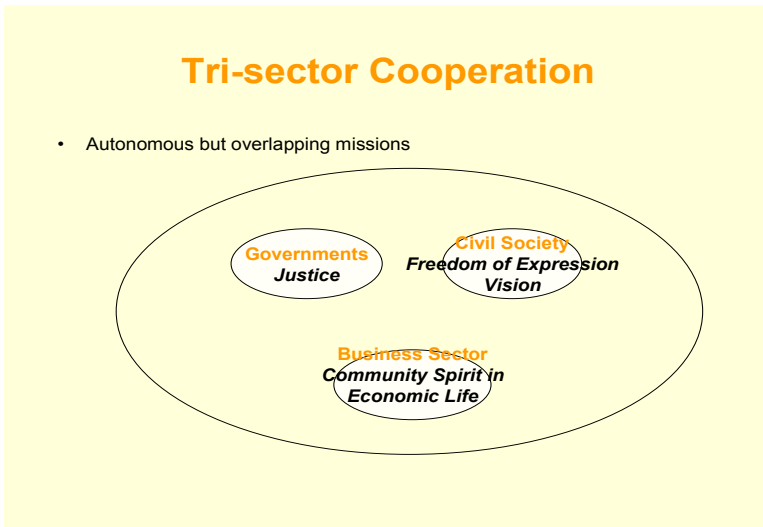 Tri-sector Cooperation
• Autonomous but overlapping missions
Governments
Justice
Civil Society
Freedom of Expression
Vision
Business Sector
Community Spirit in
Economic Life